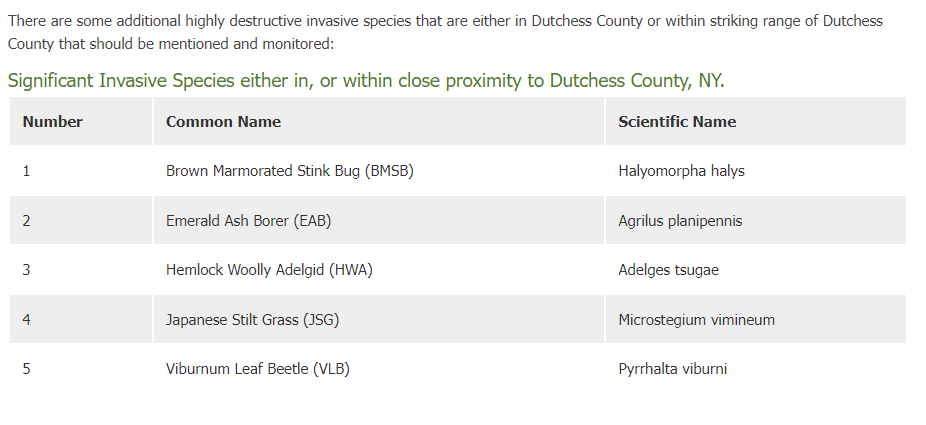 There are some additional highly destructive invasive species that are either in Dutchess County or within striking range of Dutchess
County that should be mentioned and monitored:
Significant Invasive Species either in, or within close proximity to Dutchess County, NY.
Number Common Name Scientific Name
1 Brown Marmorated Stink Bug (BMSB) Halyomorpha halys
2 Emerald Ash Borer (EAB) Agrilus planipennis
3 Hemlock Woolly Adelgid (HWA) Adelges tsugae
4 Japanese Stilt Grass (JSG) Microstegium vimineum
5 Viburnum Leaf Beetle (VLB) Pyrrhalta viburni